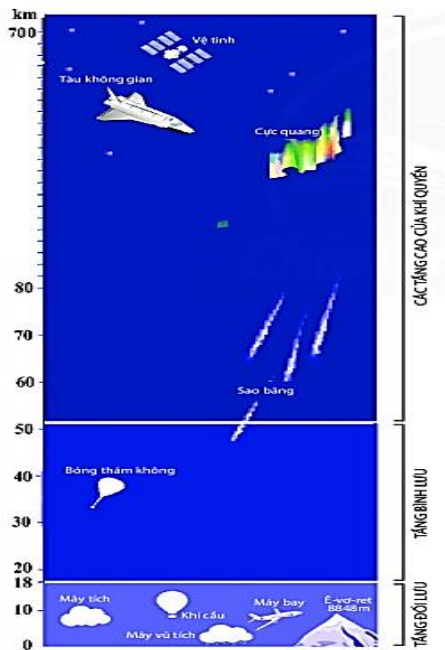 km
700
Vệ tinh
Tàu không gian
Cực quang
80
70
60
Sao băng
50
40
Bóng thám không
30
20
18
Mây tích
Khí cầu
Máy bay
Ê-vơ-ret
8848m
10
Mây vũ tích
0
CÁC TẦNG CAO CỦA KHÍ QUYỂN
TẦNG BÌNH LƯU
TẦNG ĐỐI LƯU